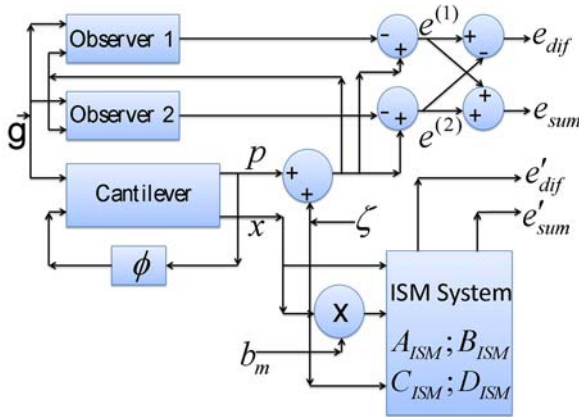 Observer 1
Observer 2
g
Cantilever
ϕ
p
x
ζ
b_m
X
- +
- +
+ +
+ -
+ +
e^(1)
e^(2)
e_dif
e_sum
e'_dif
e'_sum
ISM System
A_ISM; B_ISM
C_ISM; D_ISM